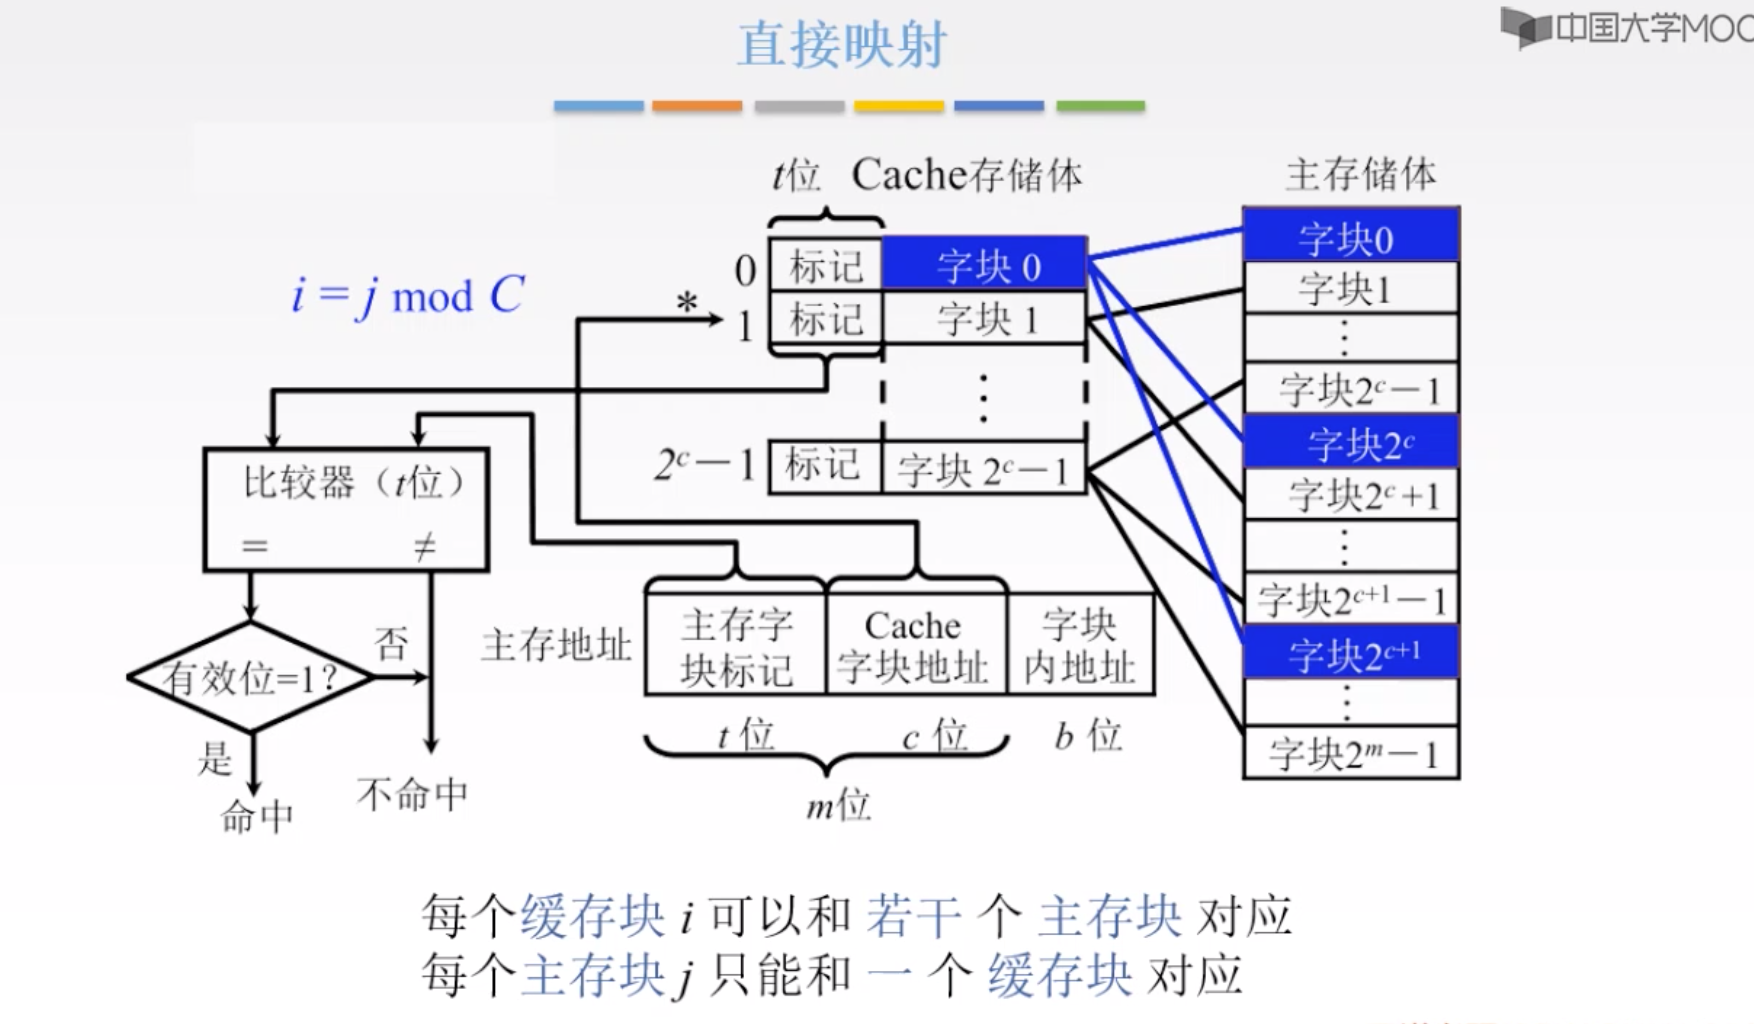 直接映射
中国大学MOO
t位 Cache存储体 主存储体
i = j mod C
0 标记 字块 0
* 1 标记 字块 1
⋮
2ᶜ－1 标记 字块 2ᶜ－1
字块0
字块1
⋮
字块2ᶜ－1
字块2ᶜ
字块2ᶜ+1
⋮
字块2ᶜ⁺¹－1
字块2ᶜ⁺¹
⋮
字块2ᵐ－1
比较器（t位）
= ≠
有效位=1?
否
是
命中
不命中
主存地址
主存字
块标记
Cache
字块地址
字块
内地址
t 位 c 位 b 位
m位
每个缓存块 i 可以和 若干 个 主存块 对应
每个主存块 j 只能和 一 个 缓存块 对应